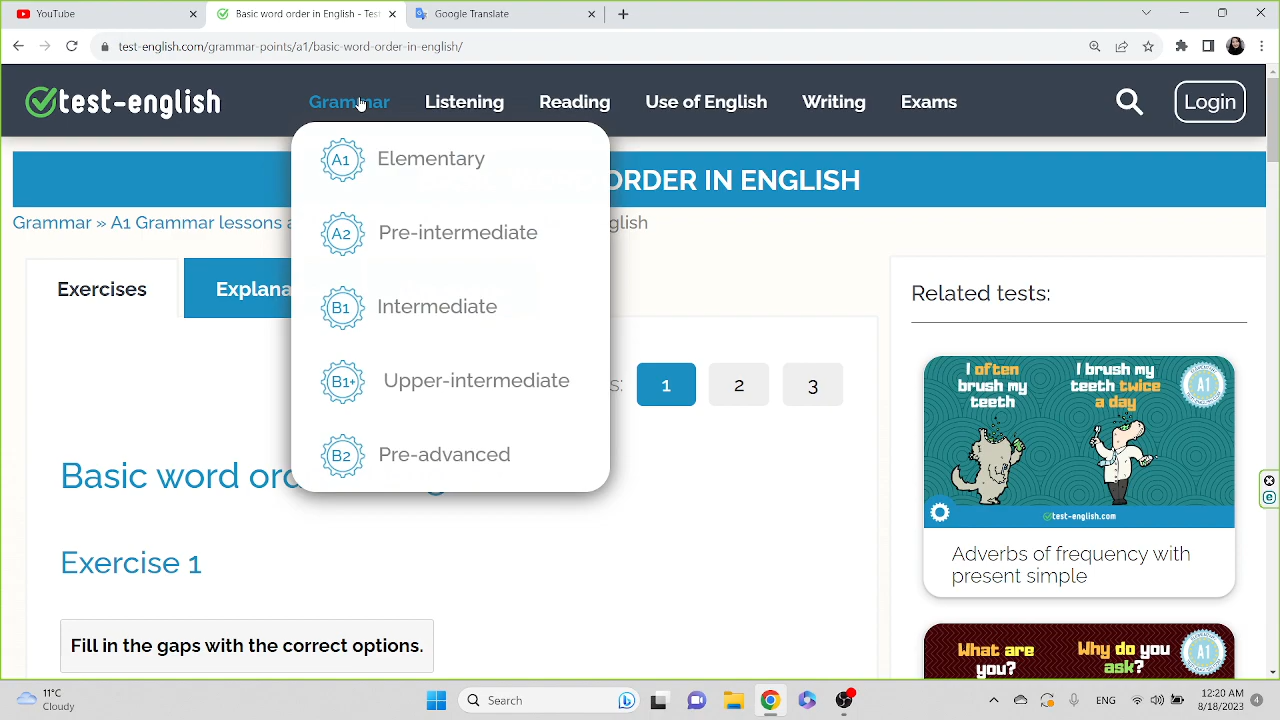 YouTube
Basic word order in English - Test
Google Translate
test-english.com/grammar-points/a1/basic-word-order-in-english/
test-english
Grammar
Listening
Reading
Use of English
Writing
Exams
Login
A1 Elementary
A2 Pre-intermediate
B1 Intermediate
B1+ Upper-intermediate
B2 Pre-advanced
ORDER IN ENGLISH
Grammar » A1 Grammar lessons a
glish
Exercises
Explana
s:
1
2
3
Basic word ord
g
Exercise 1
Fill in the gaps with the correct options.
Related tests:
I often
brush my
teeth
I brush my
teeth twice
a day
A1
test-english.com
Adverbs of frequency with
present simple
What are
you?
Why do you
ask?
A1
11°C
Cloudy
Search
ENG
12:20 AM
8/18/2023
4